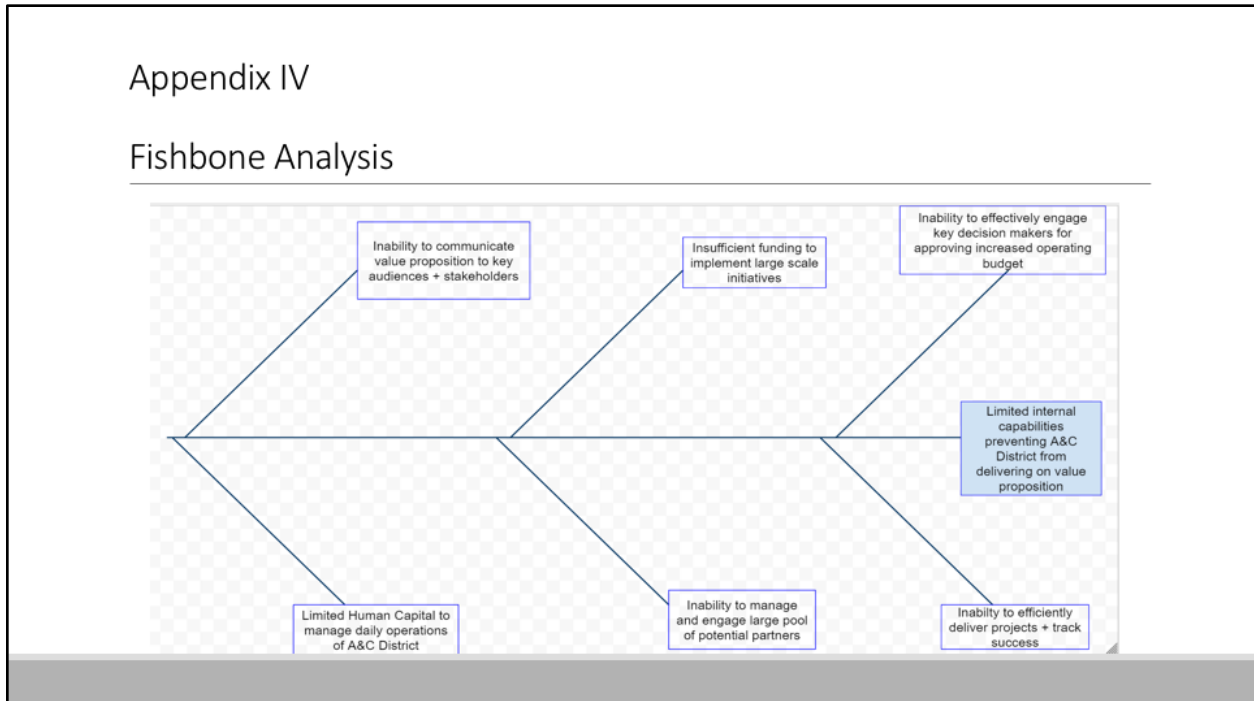 Appendix IV
Fishbone Analysis
Inability to communicate
value proposition to key
audiences + stakeholders
Insufficient funding to
implement large scale
initiatives
Inability to effectively engage
key decision makers for
approving increased operating
budget
Limited internal
capabilities
preventing A&C
District from
delivering on value
proposition
Limited Human Capital to
manage daily operations
of A&C District
Inability to manage
and engage large pool
of potential partners
Inabilty to efficiently
deliver projects + track
success